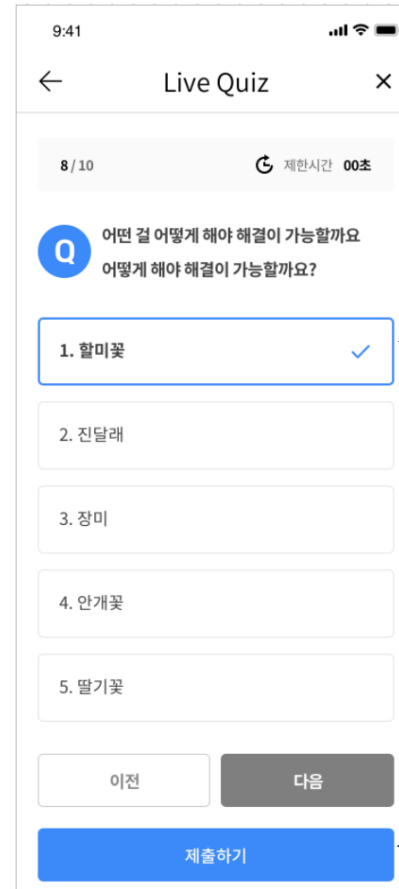 9:41
Live Quiz
8/10 제한시간 00초
Q
어떤 걸 어떻게 해야 해결이 가능할까요
어떻게 해야 해결이 가능할까요?
1. 할미꽃
2. 진달래
3. 장미
4. 안개꽃
5. 딸기꽃
이전 다음
제출하기